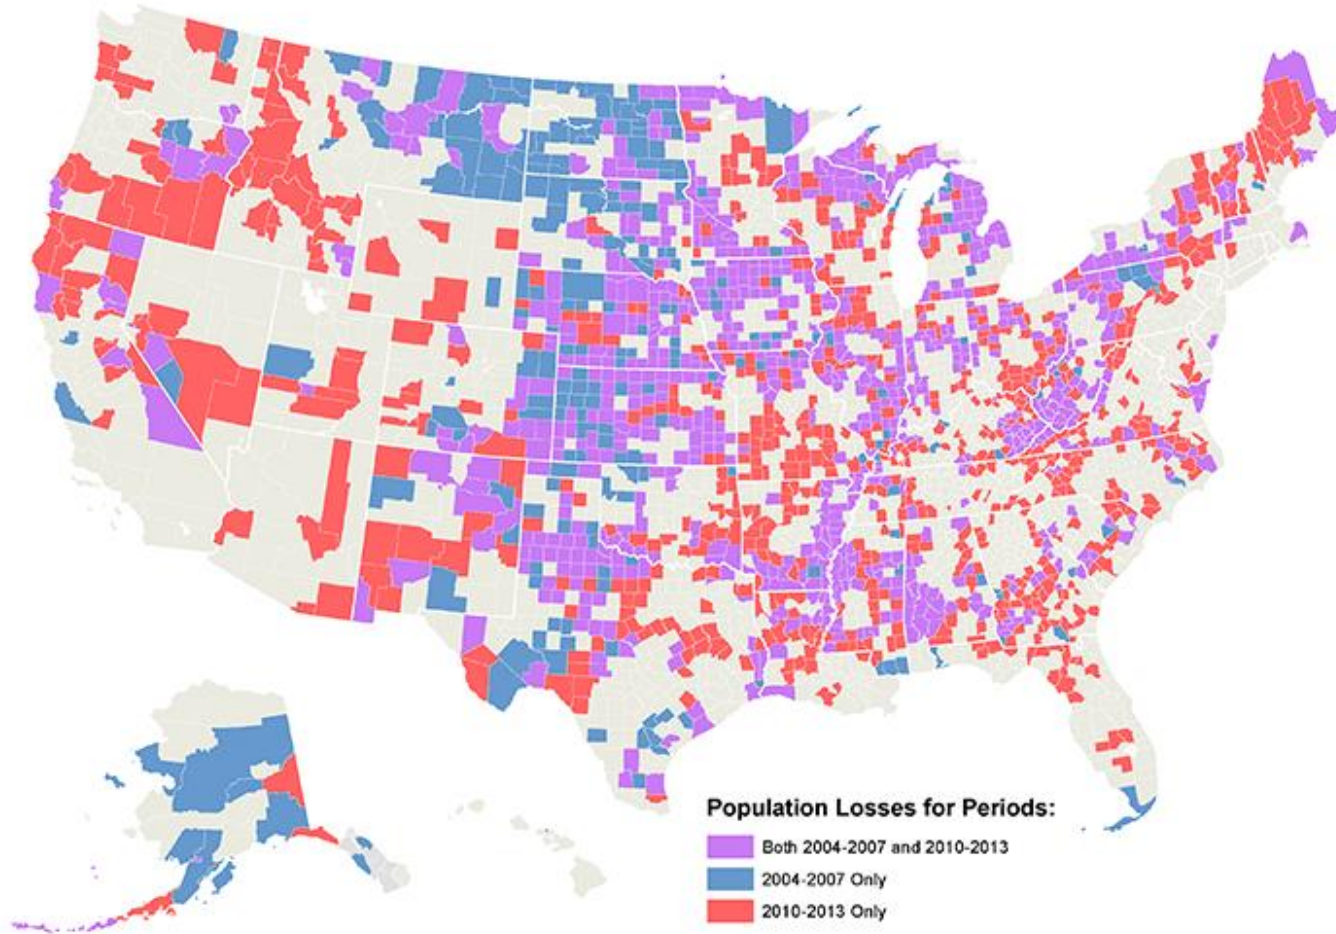 Population Losses for Periods:
Both 2004-2007 and 2010-2013
2004-2007 Only
2010-2013 Only